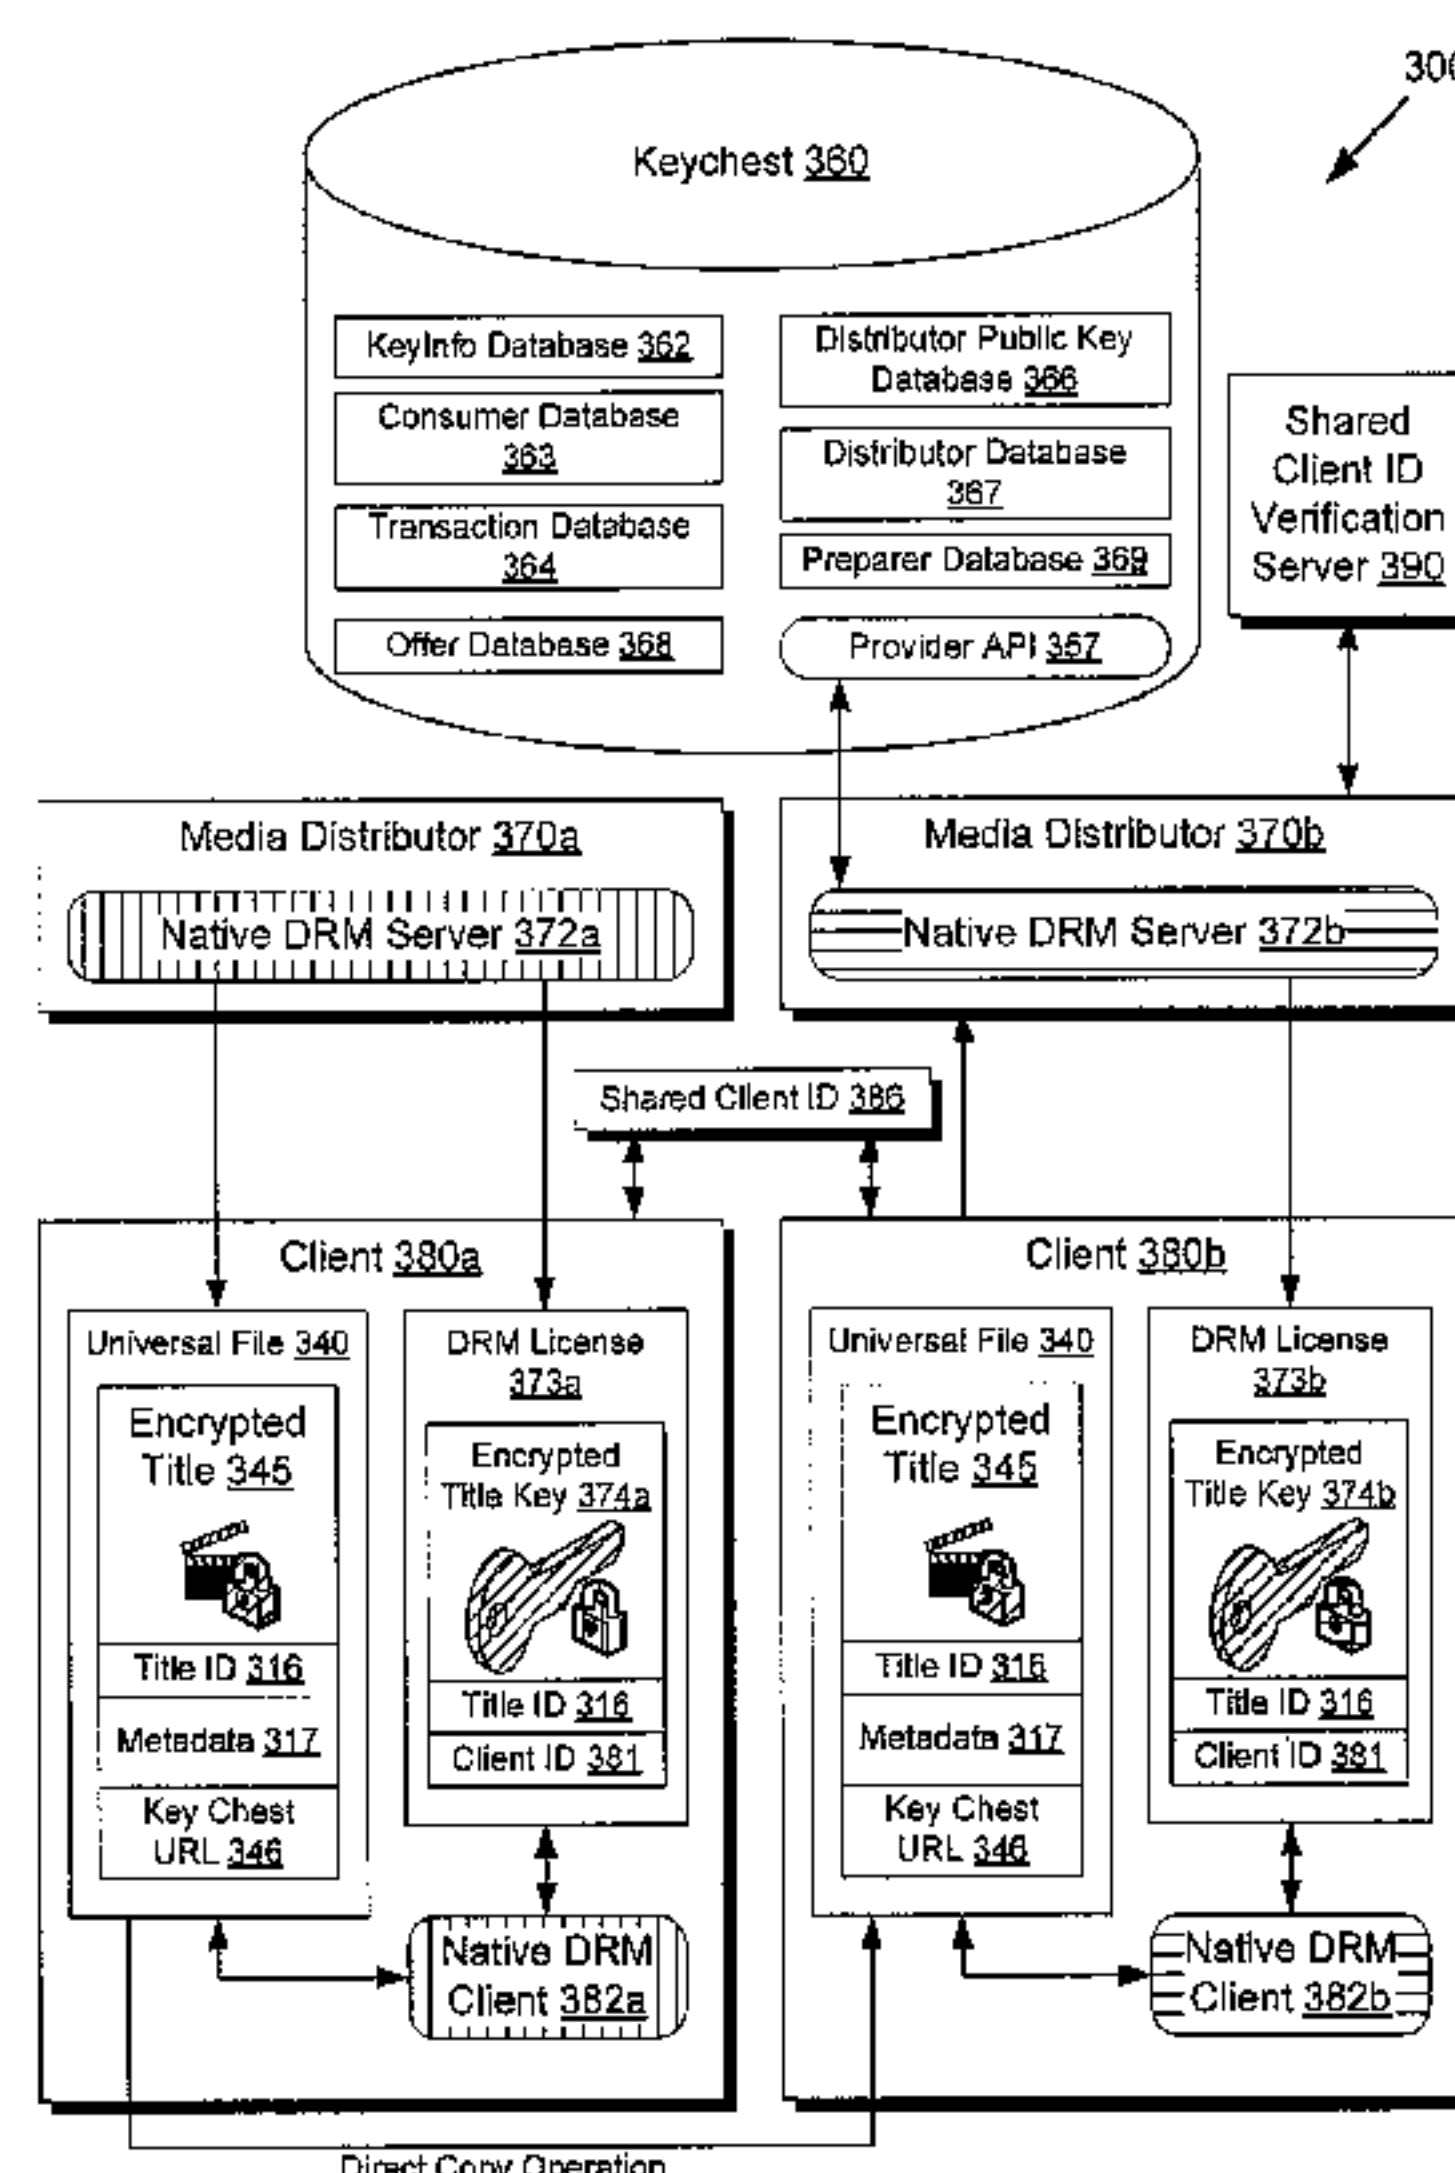 300
Keychest 360
KeyInfo Database 362
Consumer Database
363
Transaction Database
364
Offer Database 368
Distributor Public Key
Database 366
Distributor Database
367
Preparer Database 369
Provider API 357
Shared
Client ID
Verification
Server 390
Media Distributor 370a
Native DRM Server 372a
Media Distributor 370b
Native DRM Server 372b
Shared Client ID 386
Client 380a
Universal File 340
Encrypted
Title 345
Title ID 316
Metadata 317
Key Chest
URL 346
DRM License
373a
Encrypted
Title Key 374a
Title ID 316
Client ID 381
Native DRM
Client 382a
Client 380b
Universal File 340
Encrypted
Title 345
Title ID 316
Metadata 317
Key Chest
URL 346
DRM License
373b
Encrypted
Title Key 374b
Title ID 316
Client ID 381
Native DRM
Client 382b
Direct Copy Operation